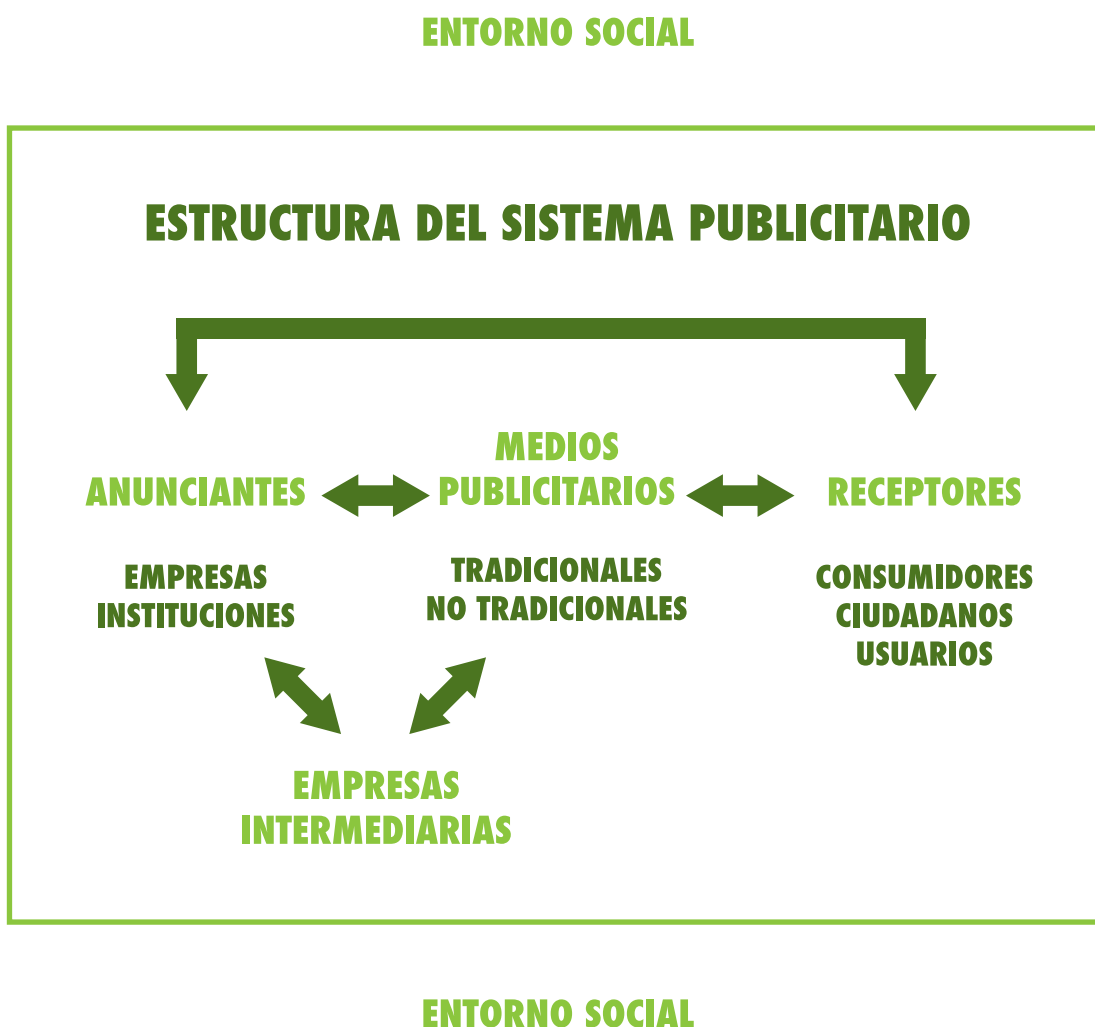 ENTORNO SOCIAL
ESTRUCTURA DEL SISTEMA PUBLICITARIO
ANUNCIANTES
EMPRESAS
INSTITUCIONES
MEDIOS
PUBLICITARIOS
TRADICIONALES
NO TRADICIONALES
RECEPTORES
CONSUMIDORES
CIUDADANOS
USUARIOS
EMPRESAS
INTERMEDIARIAS
ENTORNO SOCIAL